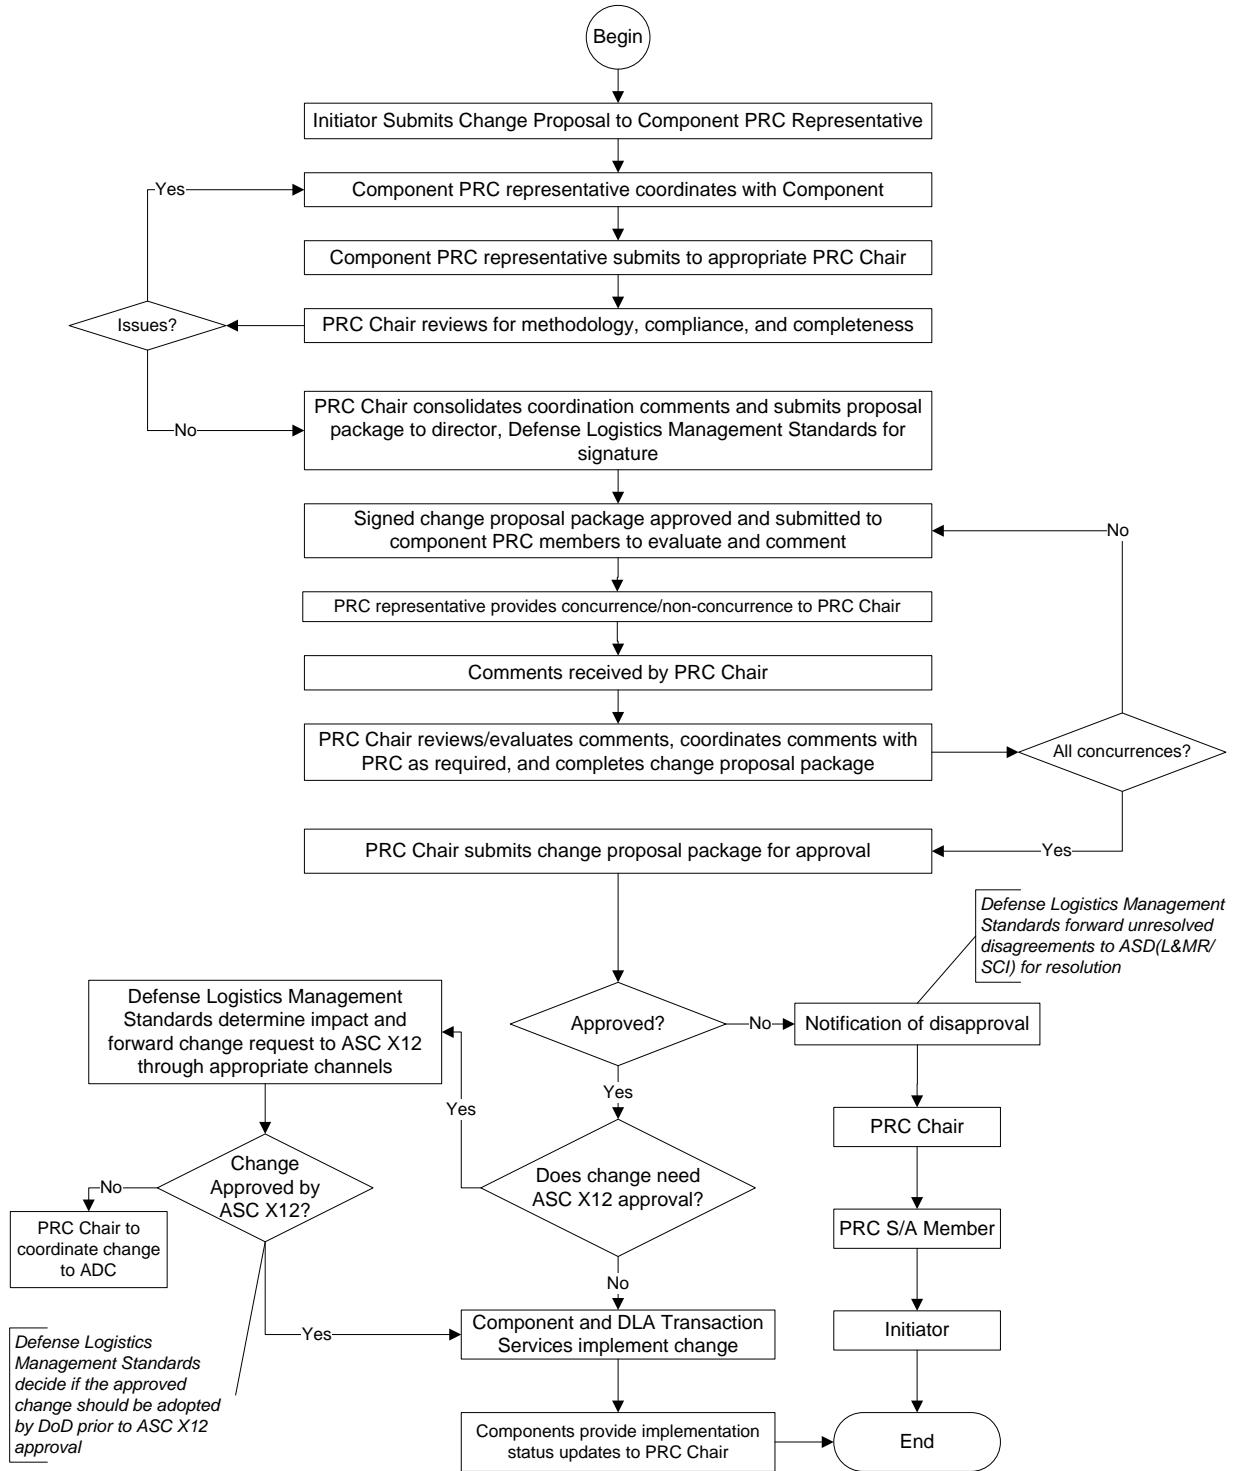 Begin
Initiator Submits Change Proposal to Component PRC Representative
Yes
Component PRC representative coordinates with Component
Component PRC representative submits to appropriate PRC Chair
Issues?
PRC Chair reviews for methodology, compliance, and completeness
No
PRC Chair consolidates coordination comments and submits proposal
package to director, Defense Logistics Management Standards for
signature
Signed change proposal package approved and submitted to
component PRC members to evaluate and comment
No
PRC representative provides concurrence/non-concurrence to PRC Chair
Comments received by PRC Chair
PRC Chair reviews/evaluates comments, coordinates comments with
PRC as required, and completes change proposal package
All concurrences?
PRC Chair submits change proposal package for approval
Yes
Defense Logistics Management
Standards forward unresolved
disagreements to ASD(L&MR/
SCI) for resolution
Defense Logistics Management
Standards determine impact and
forward change request to ASC X12
through appropriate channels
Approved?
No
Notification of disapproval
Yes
Yes
PRC Chair
Change
Approved by
ASC X12?
No
Does change need
ASC X12 approval?
PRC Chair to
coordinate change
to ADC
PRC S/A Member
No
Yes
Component and DLA Transaction
Services implement change
Initiator
Defense Logistics
Management Standards
decide if the approved
change should be adopted
by DoD prior to ASC X12
approval
Components provide implementation
status updates to PRC Chair
End